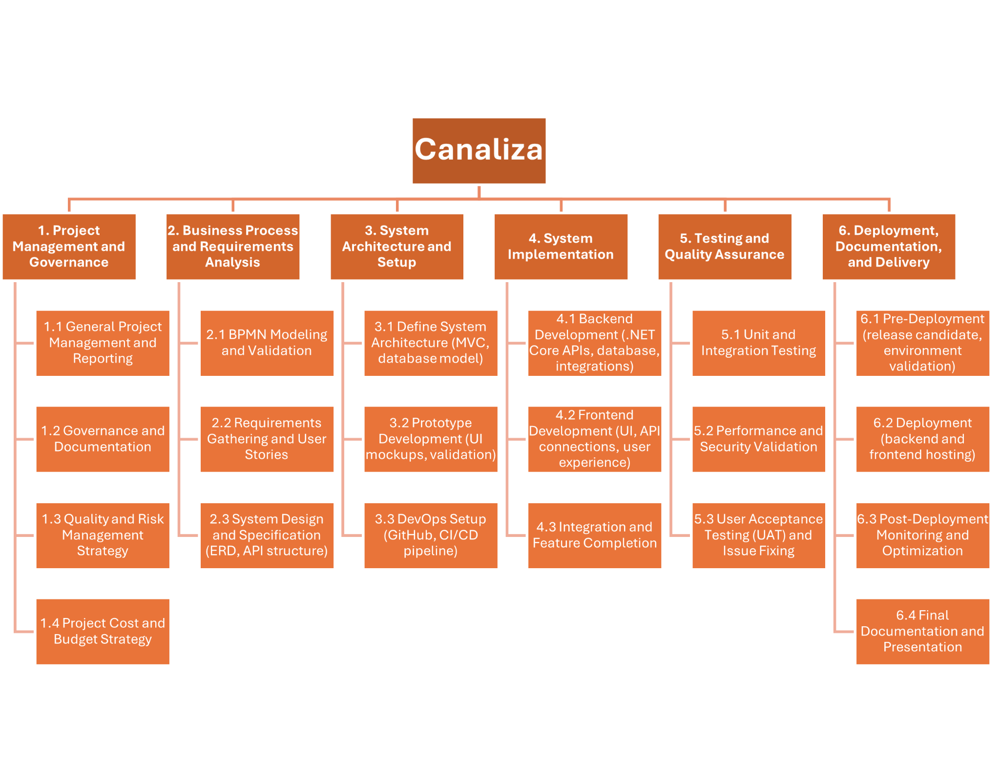 Canaliza
1. Project
Management and
Governance
2. Business Process
and Requirements
Analysis
3. System
Architecture and
Setup
4. System
Implementation
5. Testing and
Quality Assurance
6. Deployment,
Documentation,
and Delivery
1.1 General Project
Management and
Reporting
1.2 Governance and
Documentation
1.3 Quality and Risk
Management
Strategy
1.4 Project Cost and
Budget Strategy
2.1 BPMN Modeling
and Validation
2.2 Requirements
Gathering and User
Stories
2.3 System Design
and Specification
(ERD, API structure)
3.1 Define System
Architecture (MVC,
database model)
3.2 Prototype
Development (UI
mockups, validation)
3.3 DevOps Setup
(GitHub, CI/CD
pipeline)
4.1 Backend
Development (.NET
Core APIs, database,
integrations)
4.2 Frontend
Development (UI, API
connections, user
experience)
4.3 Integration and
Feature Completion
5.1 Unit and
Integration Testing
5.2 Performance and
Security Validation
5.3 User Acceptance
Testing (UAT) and
Issue Fixing
6.1 Pre-Deployment
(release candidate,
environment
validation)
6.2 Deployment
(backend and
frontend hosting)
6.3 Post-Deployment
Monitoring and
Optimization
6.4 Final
Documentation and
Presentation